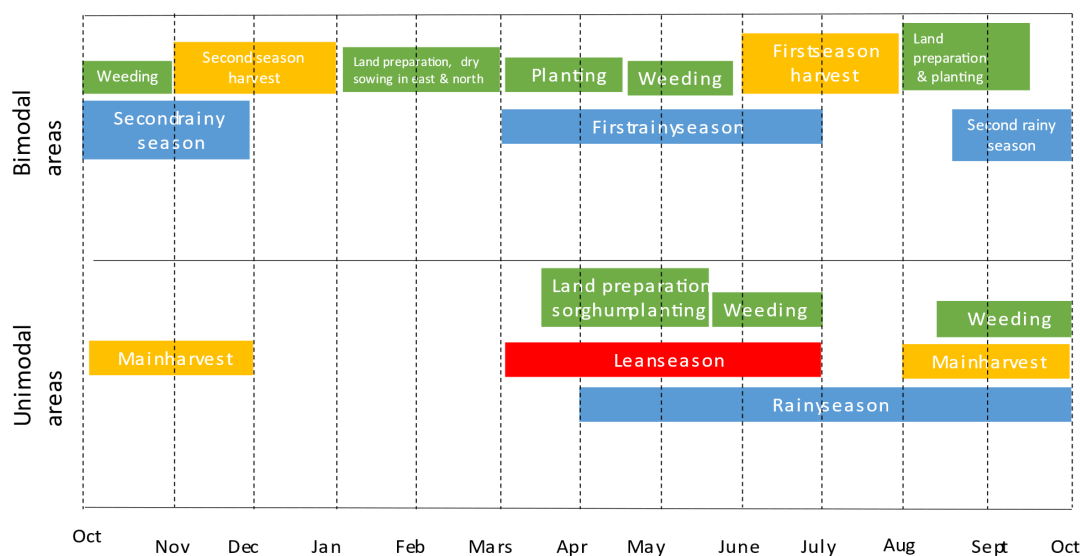 Weeding
Second season
harvest
Land preparation, dry
sowing in east & north
Planting
Weeding
Firstseason
harvest
Land
preparation
& planting
Secondrainy
season
Firstrainyseason
Second rainy
season
Bimodal
areas
Land preparation
sorghumplanting
Weeding
Weeding
Mainharvest
Leanseason
Mainharvest
Rainyseason
Unimodal
areas
Oct
Nov
Dec
Jan
Feb
Mars
Apr
May
June
July
Aug
Sept
Oct